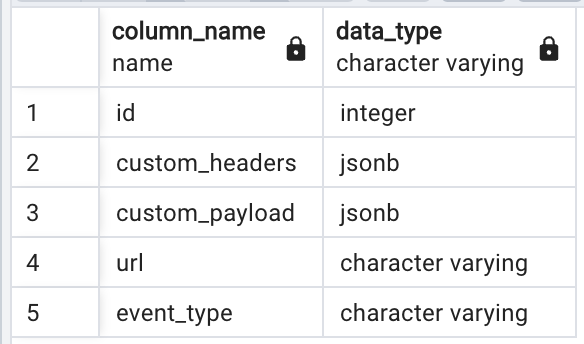 column_name data_type
name character varying
1 id integer
2 custom_headers jsonb
3 custom_payload jsonb
4 url character varying
5 event_type character varying